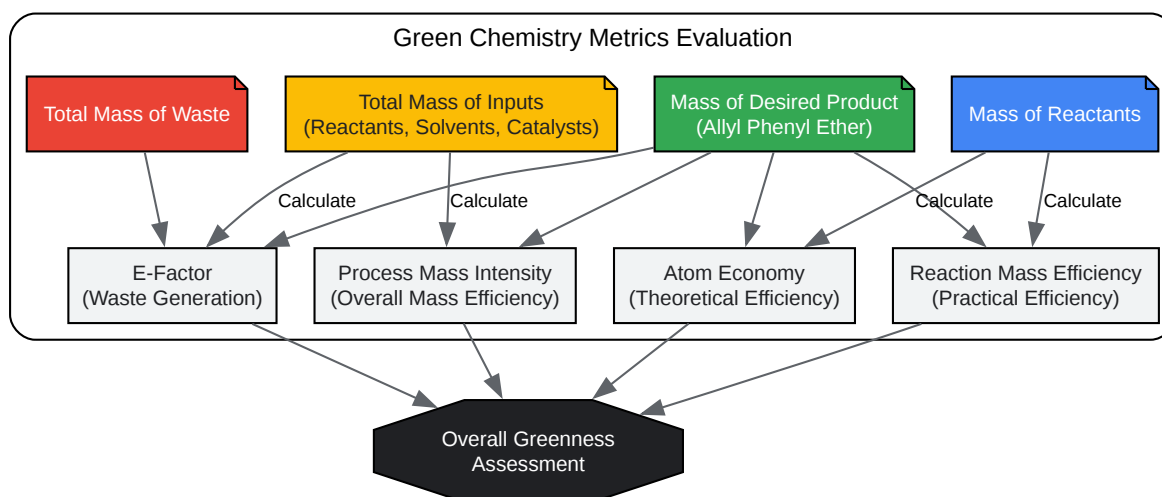 Green Chemistry Metrics Evaluation
Total Mass of Waste
Total Mass of Inputs
(Reactants, Solvents, Catalysts)
Mass of Desired Product
(Allyl Phenyl Ether)
Mass of Reactants
Calculate
Calculate
Calculate
Calculate
E-Factor
(Waste Generation)
Process Mass Intensity
(Overall Mass Efficiency)
Atom Economy
(Theoretical Efficiency)
Reaction Mass Efficiency
(Practical Efficiency)
Overall Greenness
Assessment